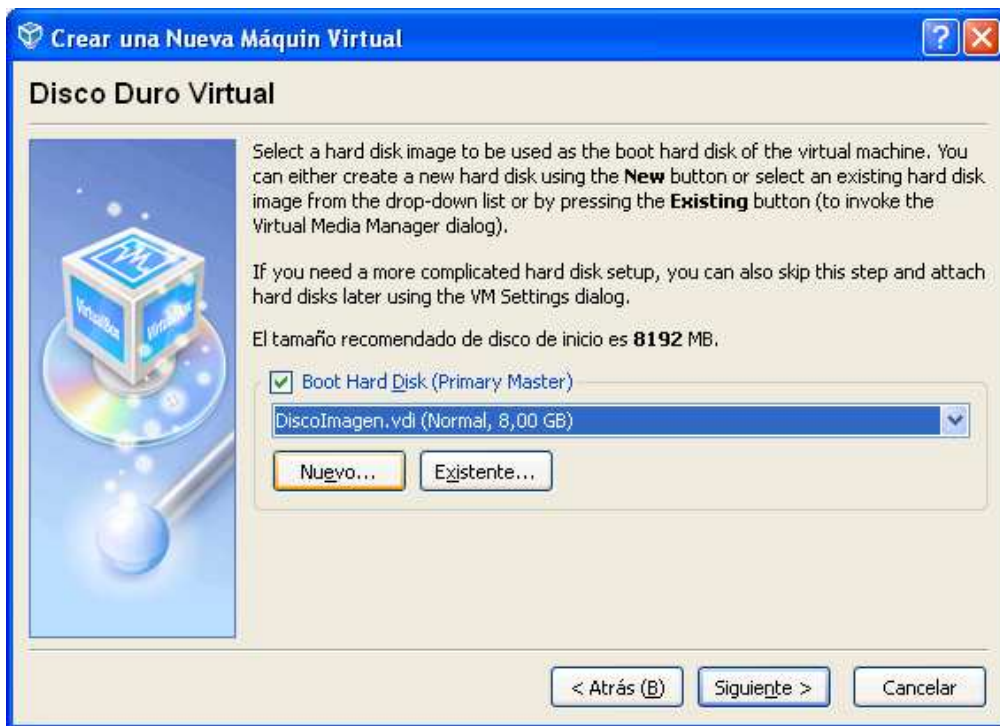 Crear una Nueva Máquin Virtual
Disco Duro Virtual
Select a hard disk image to be used as the boot hard disk of the virtual machine. You
can either create a new hard disk using the New button or select an existing hard disk
image from the drop-down list or by pressing the Existing button (to invoke the
Virtual Media Manager dialog).
If you need a more complicated hard disk setup, you can also skip this step and attach
hard disks later using the VM Settings dialog.
El tamaño recomendado de disco de inicio es 8192 MB.
Boot Hard Disk (Primary Master)
DiscoImagen.vdi (Normal, 8,00 GB)
Nuevo... Existente...
VirtualBox VirtualBox
< Atrás (B) Siguiente > Cancelar